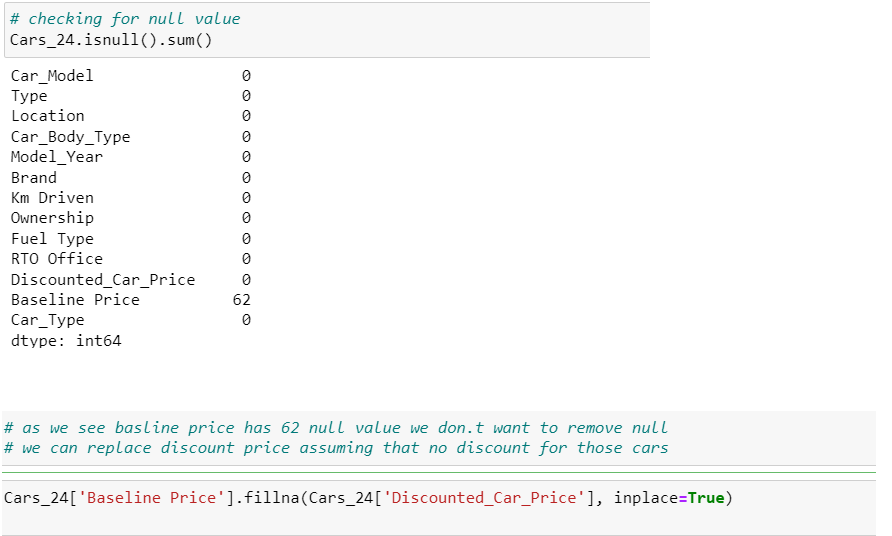 # checking for null value
Cars_24.isnull().sum()
Car_Model 0
Type 0
Location 0
Car_Body_Type 0
Model_Year 0
Brand 0
Km Driven 0
Ownership 0
Fuel Type 0
RTO Office 0
Discounted_Car_Price 0
Baseline Price 62
Car_Type 0
dtype: int64
# as we see basline price has 62 null value we don.t want to remove null
# we can replace discount price assuming that no discount for those cars
Cars_24['Baseline Price'].fillna(Cars_24['Discounted_Car_Price'], inplace=True)